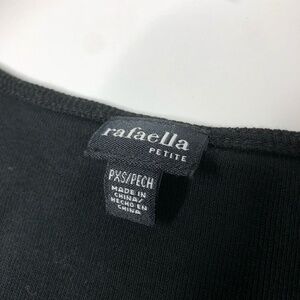 rafaella
PETITE
PXS/PECH
MADE IN
CHINA/
HECHO EN
CHINA